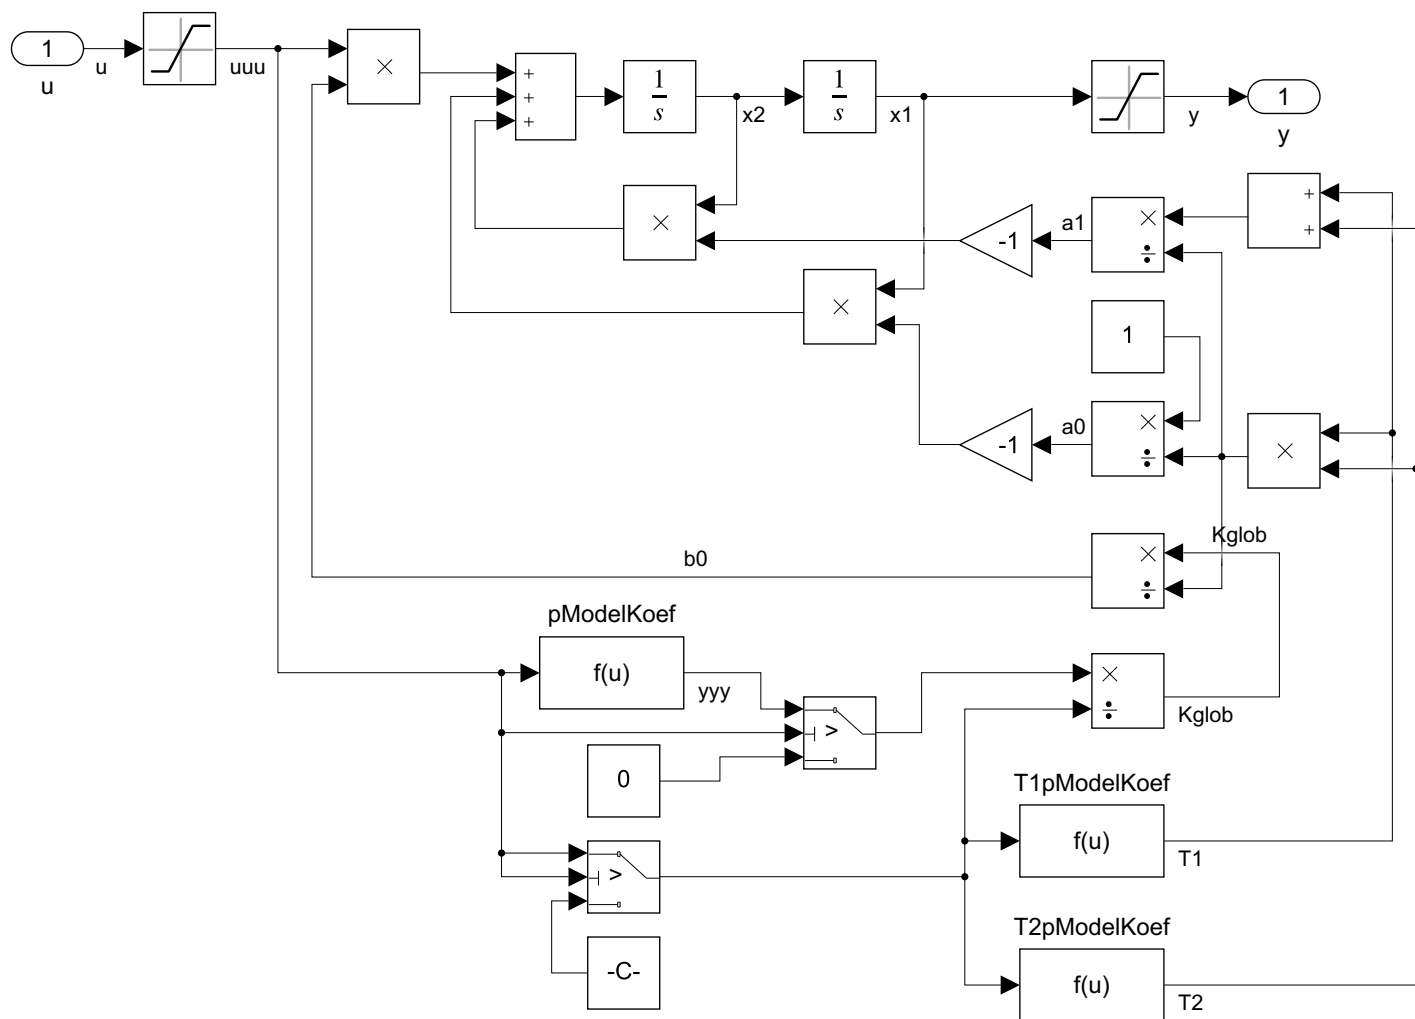 1
u
u
uuu
×
+
+
+
1
s
x2
1
s
x1
y
1
y
×
-1
a1
×
÷
+
+
×
1
-1
a0
×
÷
×
b0
×
÷
Kglob
pModelKoef
f(u)
yyy
>
0
×
÷
Kglob
T1pModelKoef
f(u)
T1
>
-C-
T2pModelKoef
f(u)
T2